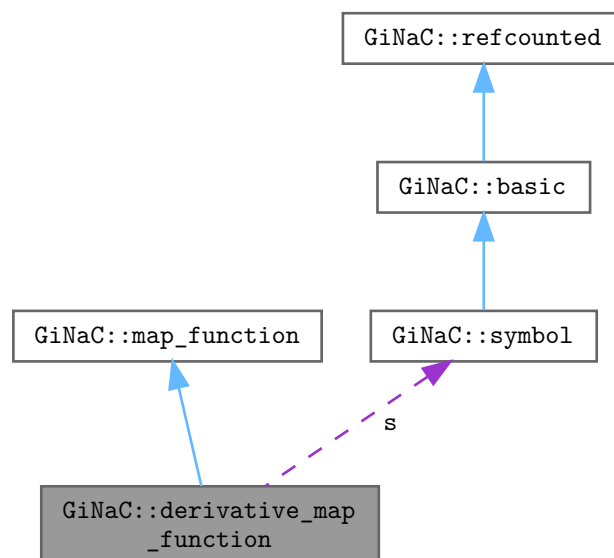 GiNaC::refcounted
GiNaC::basic
GiNaC::map_function
GiNaC::symbol
s
GiNaC::derivative_map
_function